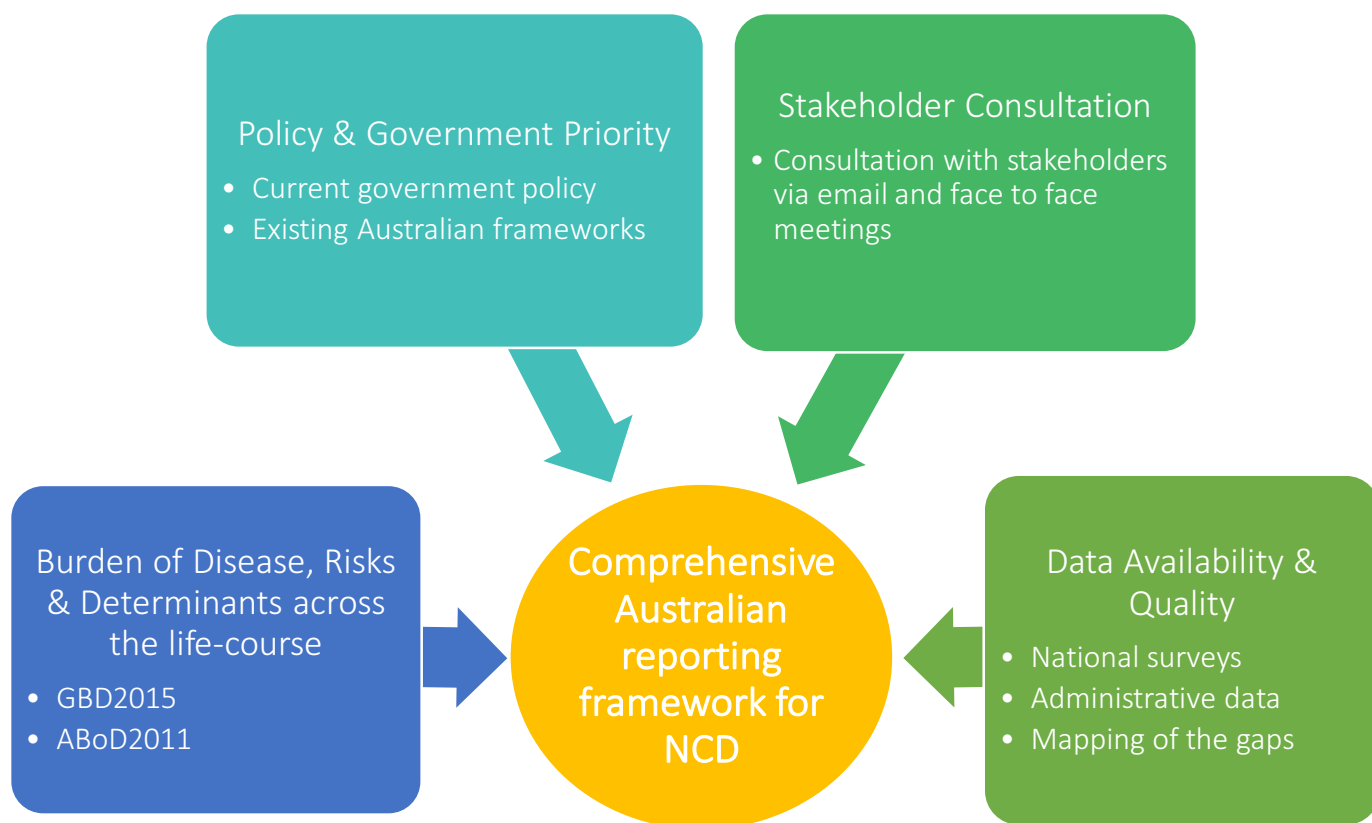 Policy & Government Priority
• Current government policy
• Existing Australian frameworks
Stakeholder Consultation
• Consultation with stakeholders
via email and face to face
meetings
Burden of Disease, Risks
& Determinants across
the life-course
• GBD2015
• ABoD2011
Comprehensive
Australian
reporting
framework for
NCD
Data Availability &
Quality
• National surveys
• Administrative data
• Mapping of the gaps